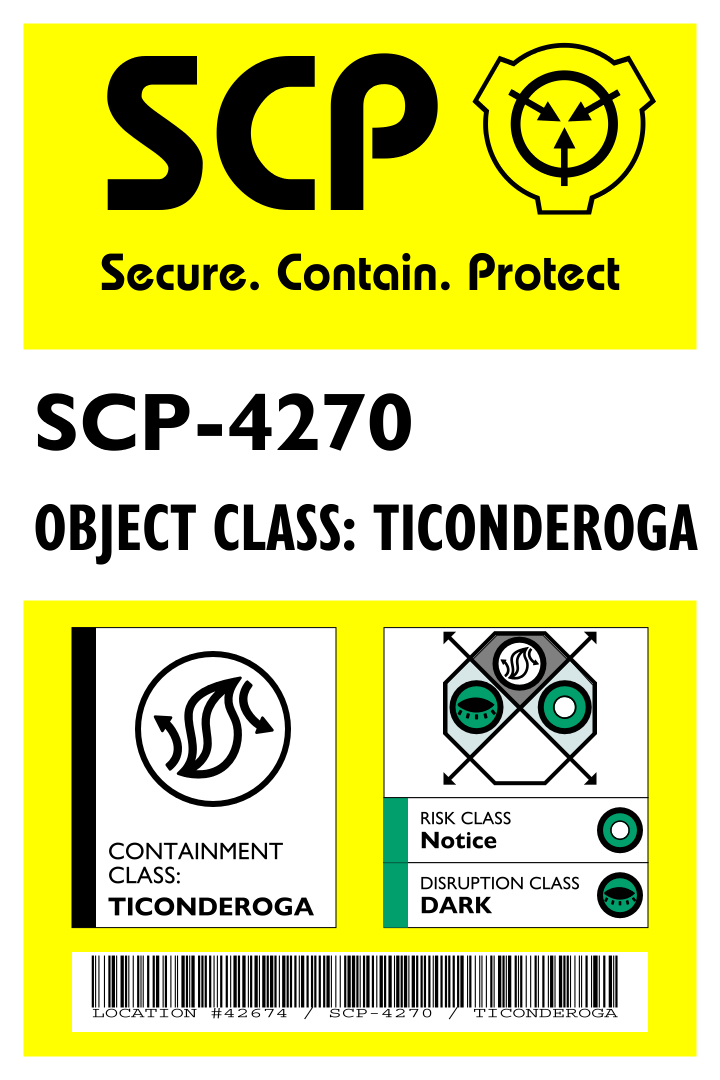 SCP
Secure. Contain. Protect
SCP-4270
OBJECT CLASS: TICONDEROGA
CONTAINMENT
CLASS:
TICONDEROGA
RISK CLASS
Notice
DISRUPTION CLASS
DARK
LOCATION #42674 / SCP-4270 / TICONDEROGA